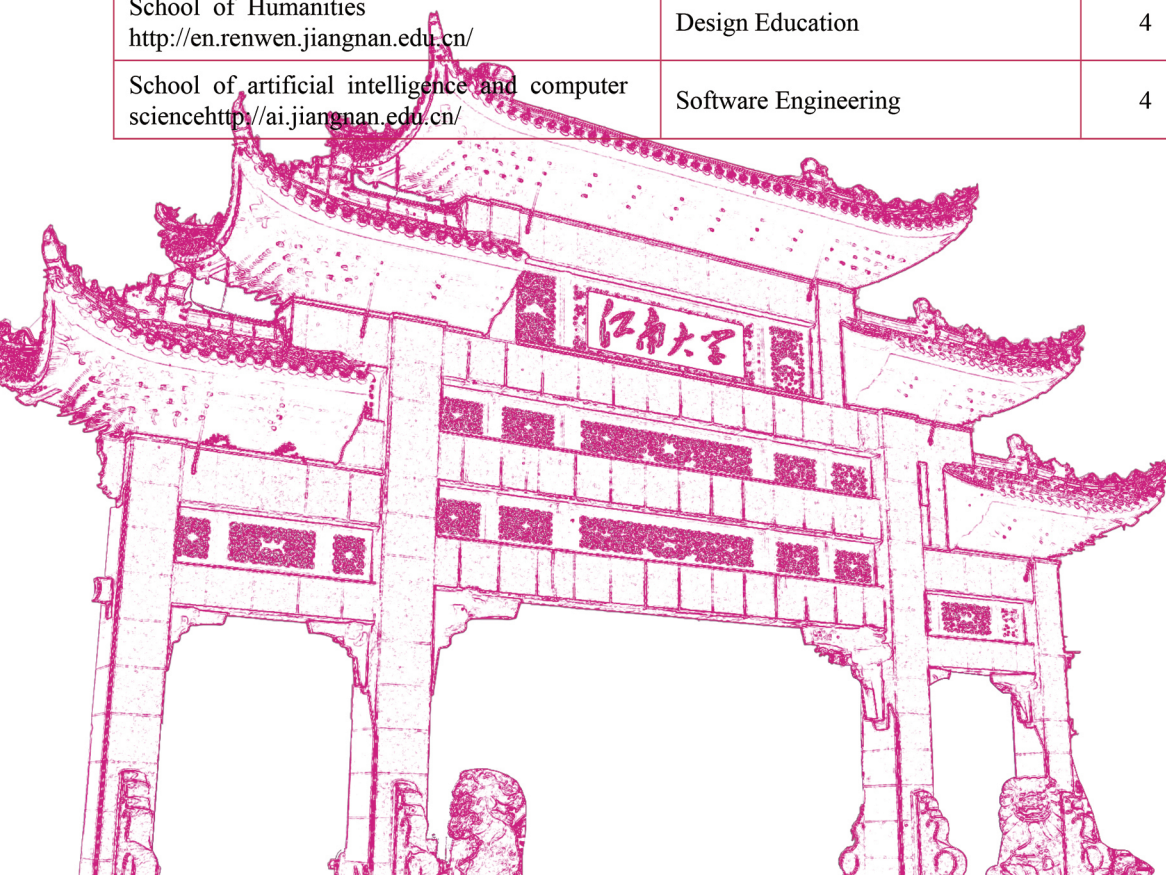 School of Humanities
http://en.renwen.jiangnan.edu.cn/
Design Education
4
School of artificial intelligence and computer
sciencehttp://ai.jiangnan.edu.cn/
Software Engineering
4
江南大学